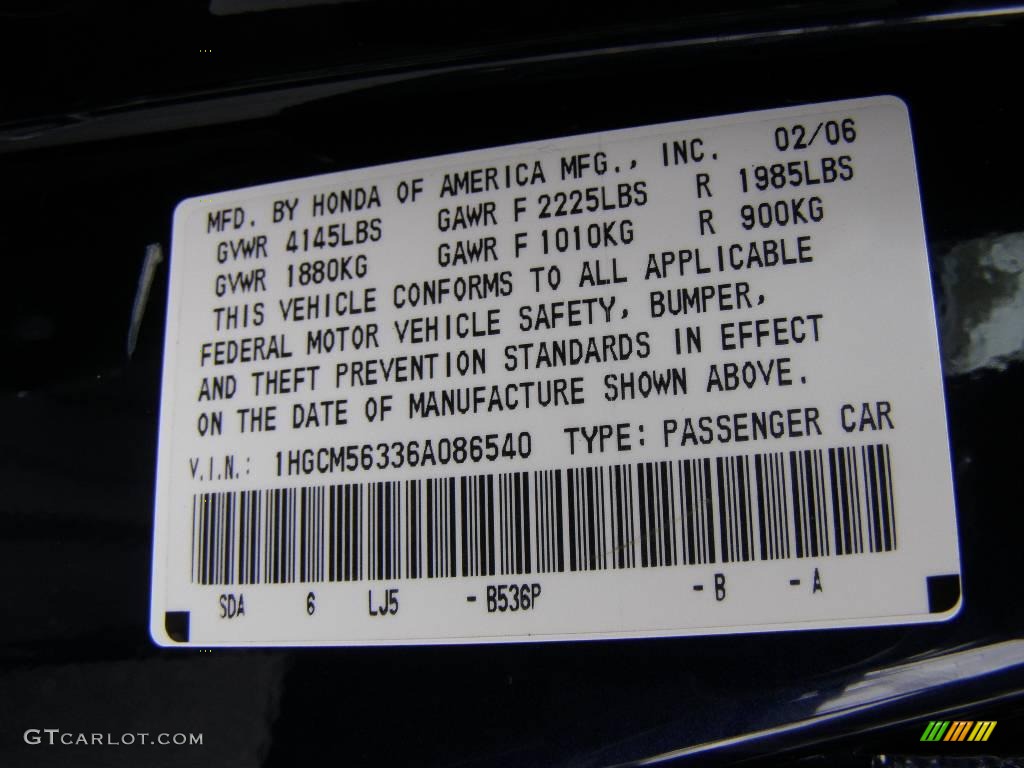 MFD. BY HONDA OF AMERICA MFG., INC. 02/06
GVWR 4145LBS GAWR F 2225LBS R 1985LBS
GVWR 1880KG GAWR F 1010KG R 900KG
THIS VEHICLE CONFORMS TO ALL APPLICABLE
FEDERAL MOTOR VEHICLE SAFETY, BUMPER,
AND THEFT PREVENTION STANDARDS IN EFFECT
ON THE DATE OF MANUFACTURE SHOWN ABOVE.
V.I.N.: 1HGCM56336A086540 TYPE: PASSENGER CAR
SDA 6 LJ5 - B536P - B - A
GTCARLOT.COM